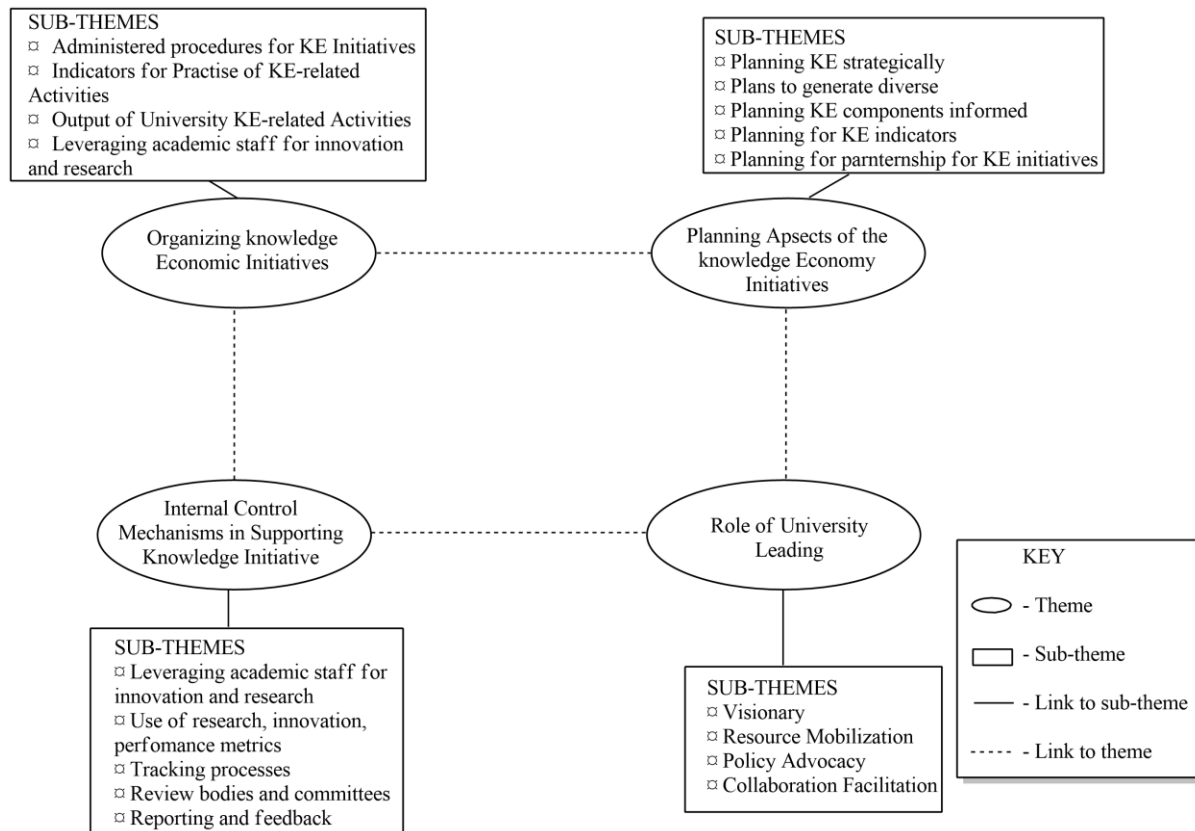 SUB-THEMES
¤ Administered procedures for KE Initiatives
¤ Indicators for Practise of KE-related
Activities
¤ Output of University KE-related Activities
¤ Leveraging academic staff for innovation
and research
SUB-THEMES
¤ Planning KE strategically
¤ Plans to generate diverse
¤ Planning KE components informed
¤ Planning for KE indicators
¤ Planning for parnternship for KE initiatives
Organizing knowledge
Economic Initiatives
Planning Apsects of the
knowledge Economy
Initiatives
Internal Control
Mechanisms in Supporting
Knowledge Initiative
Role of University
Leading
SUB-THEMES
¤ Leveraging academic staff for
innovation and research
¤ Use of research, innovation,
perfomance metrics
¤ Tracking processes
¤ Review bodies and committees
¤ Reporting and feedback
SUB-THEMES
¤ Visionary
¤ Resource Mobilization
¤ Policy Advocacy
¤ Collaboration Facilitation
KEY
- Theme
- Sub-theme
- Link to sub-theme
- Link to theme